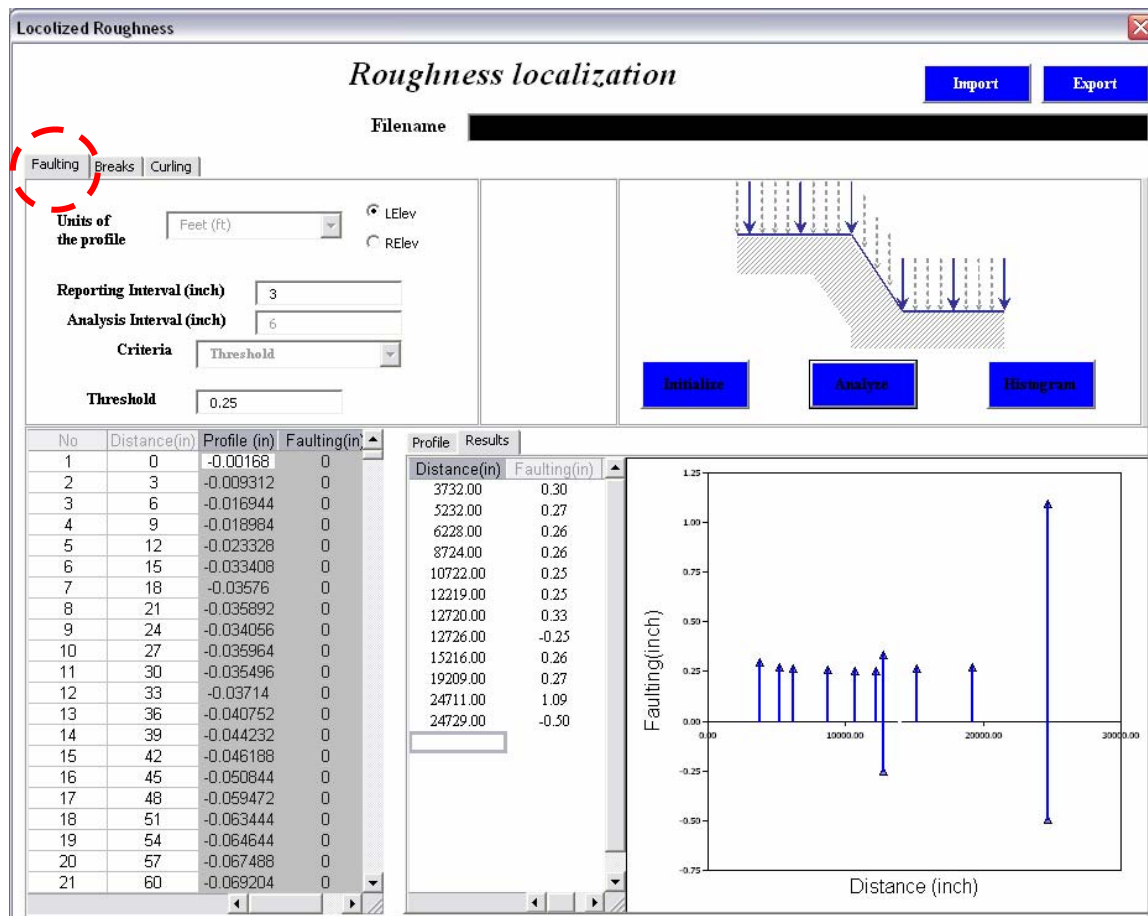 Locolized Roughness
Roughness localization
Import
Export
Filename
Faulting
Breaks
Curling
Units of
the profile
Feet (ft)
LElev
RElev
Reporting Interval (inch)
3
Analysis Interval (inch)
6
Criteria
Threshold
Threshold
0.25
Initialize
Analyze
Histogram
No Distance(in) Profile (in) Faulting(in)
1 0 -0.00168 0
2 3 -0.009312 0
3 6 -0.016944 0
4 9 -0.018984 0
5 12 -0.023328 0
6 15 -0.033408 0
7 18 -0.03576 0
8 21 -0.035892 0
9 24 -0.034056 0
10 27 -0.035964 0
11 30 -0.035496 0
12 33 -0.03714 0
13 36 -0.040752 0
14 39 -0.044232 0
15 42 -0.046188 0
16 45 -0.050844 0
17 48 -0.059472 0
18 51 -0.063444 0
19 54 -0.064644 0
20 57 -0.067488 0
21 60 -0.069204 0
Profile Results
Distance(in) Faulting(in)
3732.00 0.30
5232.00 0.27
6228.00 0.26
8724.00 0.26
10722.00 0.25
12219.00 0.25
12720.00 0.33
12726.00 -0.25
15216.00 0.26
19209.00 0.27
24711.00 1.09
24729.00 -0.50
Faulting(inch)
1.25
1.00
0.75
0.50
0.25
0.00
-0.25
-0.50
-0.75
0.00 10000.00 20000.00 30000.00
Distance (inch)